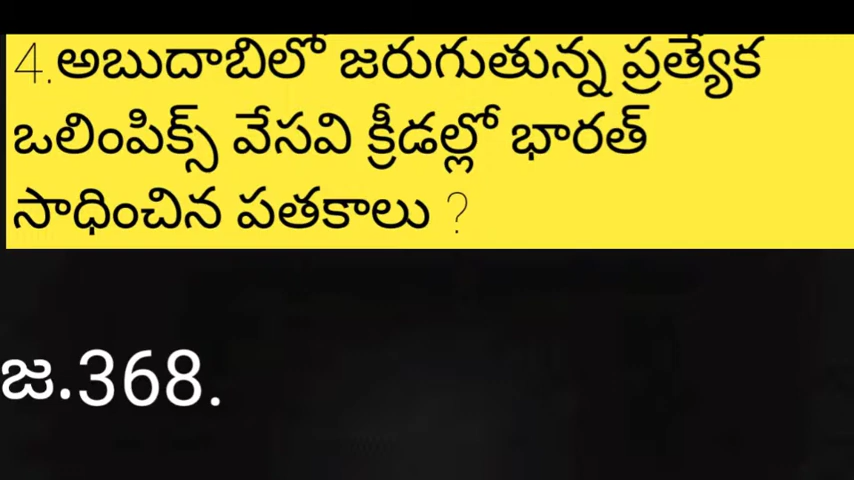 4.అబుదాబిలో జరుగుతున్న ప్రత్యేక
ఒలింపిక్స్ వేసవి క్రీడల్లో భారత్
సాధించిన పతకాలు ?
జ.368.